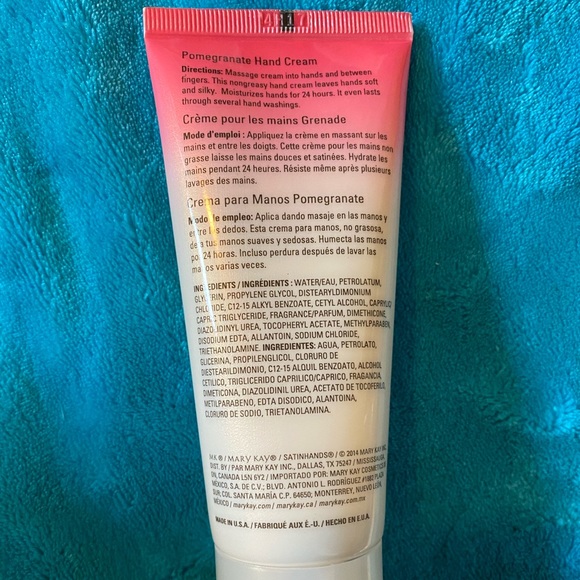 4 1 7
Pomegranate Hand Cream
Directions: Massage cream into hands and between
fingers. This nongreasy hand cream leaves hands soft
and silky. Moisturizes hands for 24 hours. It even lasts
through several hand washings.
Crème pour les mains Grenade
Mode d'emploi : Appliquez la crème en massant sur les
mains et entre les doigts. Cette crème pour les mains non
grasse laisse les mains douces et satinées. Hydrate les
mains pendant 24 heures. Résiste même après plusieurs
lavages des mains.
Crema para Manos Pomegranate
Modo de empleo: Aplica dando masaje en las manos y
entre los dedos. Esta crema para manos, no grasosa,
deja tus manos suaves y sedosas. Humecta las manos
por 24 horas. Incluso perdura después de lavar las
manos varias veces.
INGREDIENTS / INGRÉDIENTS : WATER/EAU, PETROLATUM,
GLYCERIN, PROPYLENE GLYCOL, DISTEARYLDIMONIUM
CHLORIDE, C12-15 ALKYL BENZOATE, CETYL ALCOHOL, CAPRYLIC/
CAPRIC TRIGLYCERIDE, FRAGRANCE/PARFUM, DIMETHICONE,
DIAZOLIDINYL UREA, TOCOPHERYL ACETATE, METHYLPARABEN,
DISODIUM EDTA, ALLANTOIN, SODIUM CHLORIDE,
TRIETHANOLAMINE. INGREDIENTES: AGUA, PETROLATO,
GLICERINA, PROPILENGLICOL, CLORURO DE
DIESTEARILDIMONIO, C12-15 ALQUIL BENZOATO, ALCOHOL
CETILICO, TRIGLICERIDO CAPRILICO/CAPRICO, FRAGANCIA,
DIMETICONA, DIAZOLIDINIL UREA, ACETATO DE TOCOFERILO,
METILPARABENO, EDTA DISODICO, ALANTOINA,
CLORURO DE SODIO, TRIETANOLAMINA.
MK® / MARY KAY® / SATINHANDS® / © 2014 MARY KAY INC.
DIST. BY / PAR MARY KAY INC., DALLAS, TX 75247 / MISSISSAUGA,
ON, CANADA L5N 6Y2 / IMPORTADO POR: MARY KAY COSMETICS DE
MÉXICO, S.A. DE C.V.; BLVD. ANTONIO L. RODRÍGUEZ #1882 PLAZA
SUR; COL. SANTA MARÍA C.P. 64650; MONTERREY, NUEVO LEÓN,
MÉXICO / marykay.com / marykay.ca / marykay.com.mx
MADE IN U.S.A. / FABRIQUÉ AUX É.-U. / HECHO EN E.U.A.